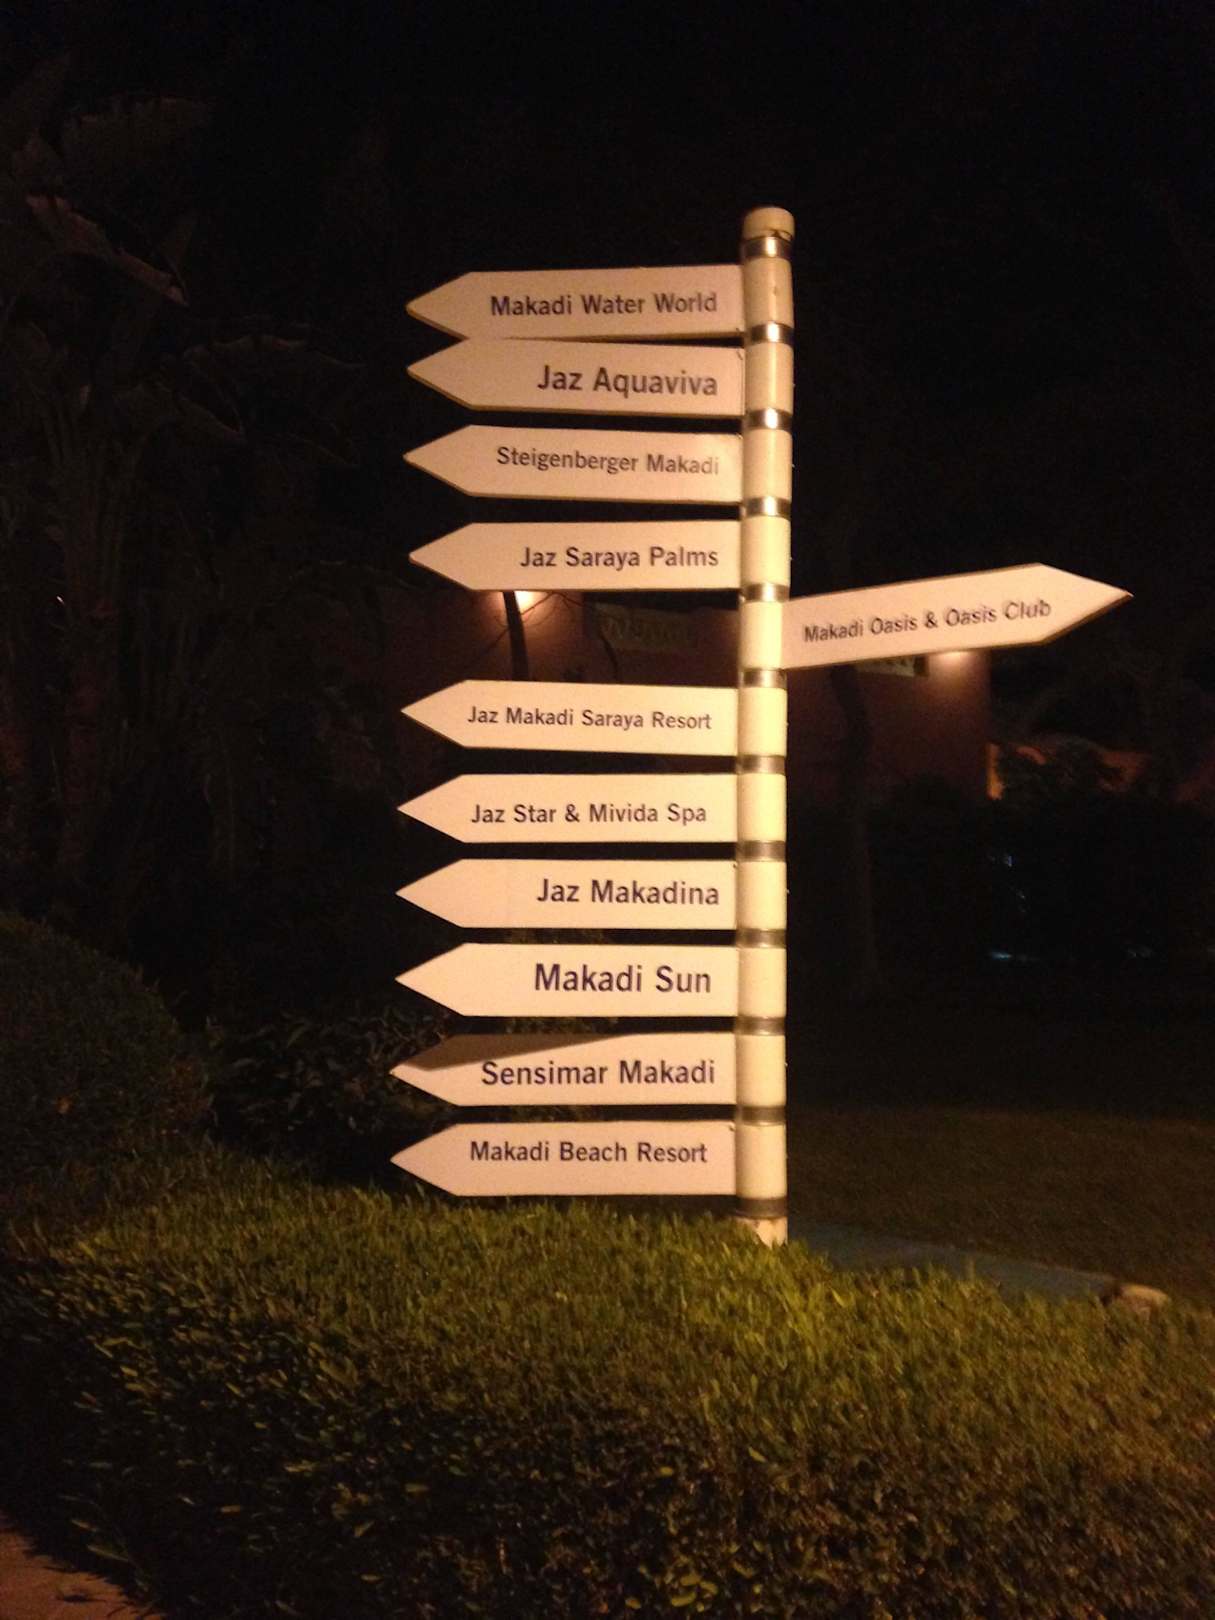 Makadi Water World
Jaz Aquaviva
Steigenberger Makadi
Jaz Saraya Palms
Makadi Oasis & Oasis Club
Jaz Makadi Saraya Resort
Jaz Star & Mivida Spa
Jaz Makadina
Makadi Sun
Sensimar Makadi
Makadi Beach Resort